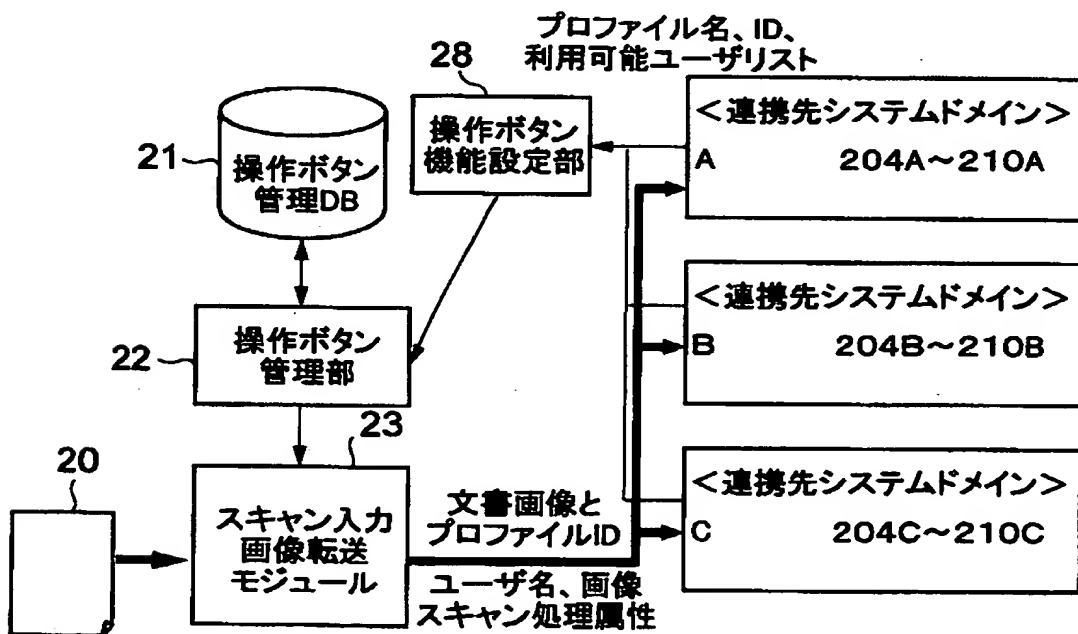 プロファイル名、ID、
利用可能ユーザリスト
28
操作ボタン
機能設定部
21
操作ボタン
管理DB
22
操作ボタン
管理部
20
23
スキャン入力
画像転送
モジュール
文書画像と
プロファイルID
ユーザ名、画像
スキャン処理属性
＜連携先システムドメイン＞
A
204A～210A
＜連携先システムドメイン＞
B
204B～210B
＜連携先システムドメイン＞
C
204C～210C